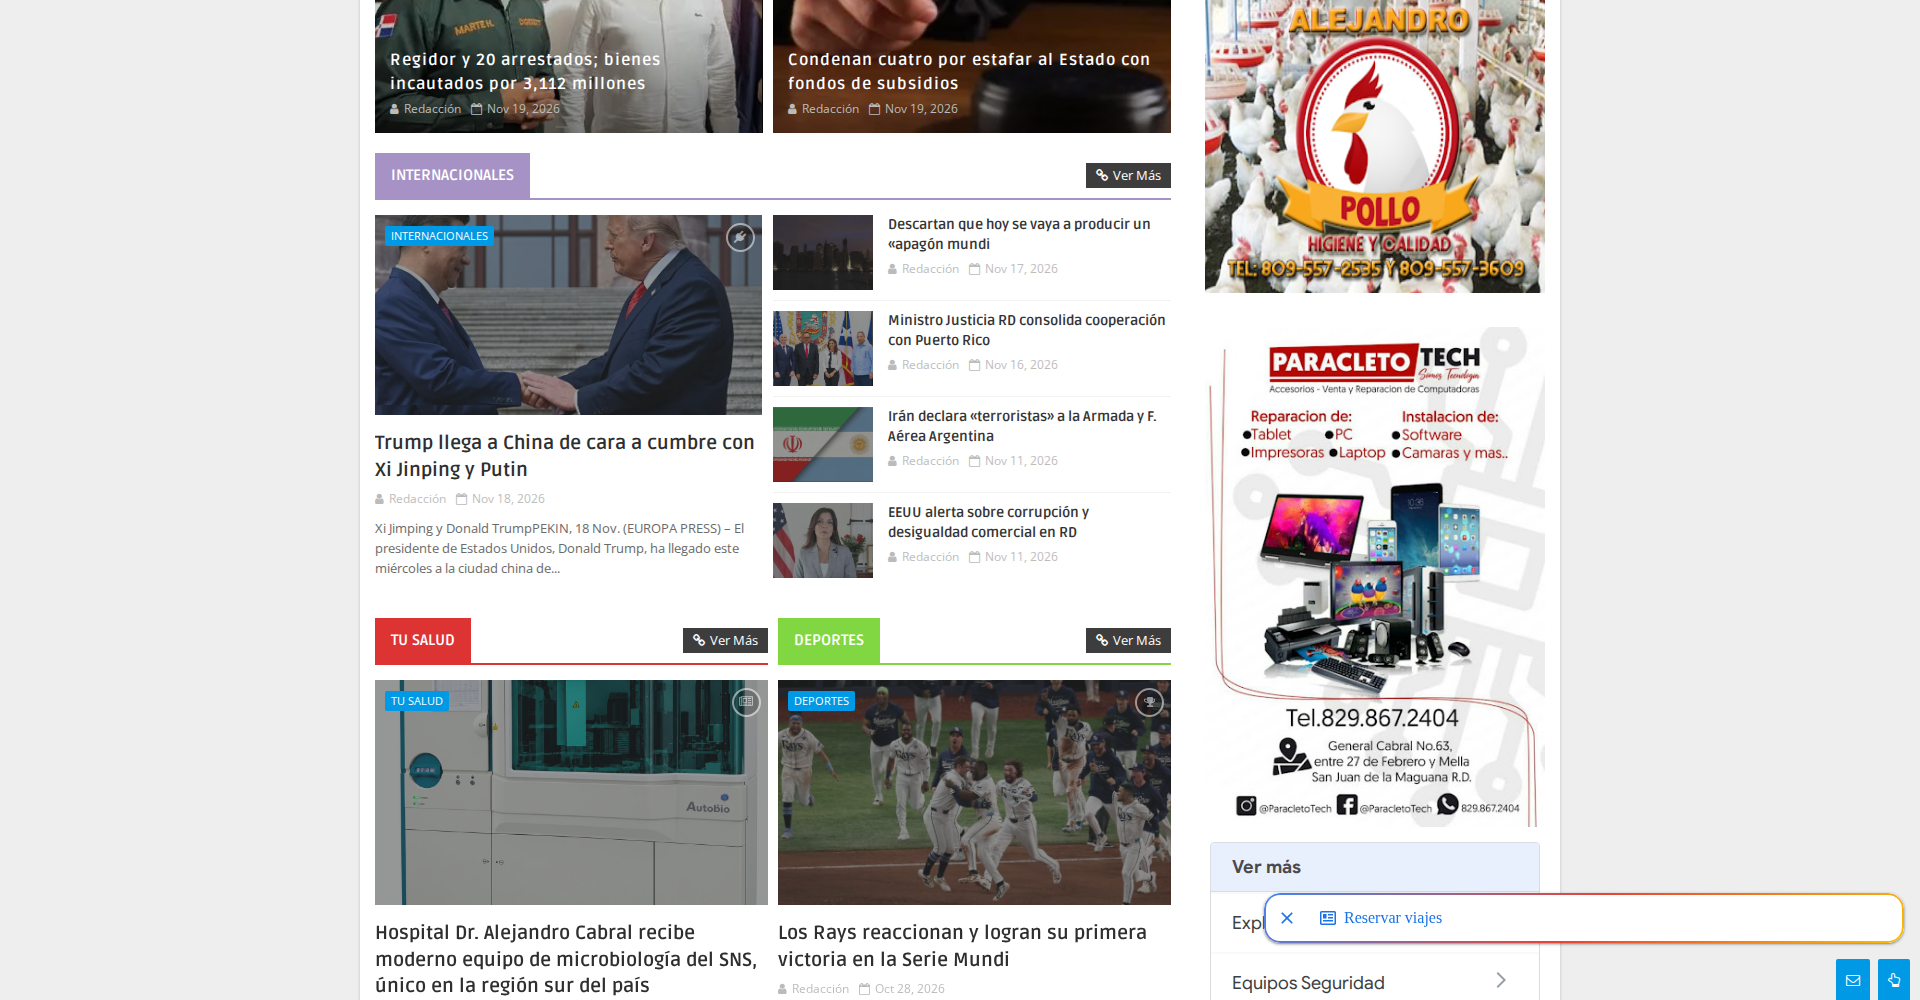 MARTE H.
Regidor y 20 arrestados; bienes
incautados por 3,112 millones
Redacción Nov 19, 2026
Condenan cuatro por estafar al Estado con
fondos de subsidios
Redacción Nov 19, 2026
INTERNACIONALES
Ver Más
INTERNACIONALES
Trump llega a China de cara a cumbre con
Xi Jinping y Putin
Redacción Nov 18, 2026
Xi Jimping y Donald TrumpPEKIN, 18 Nov. (EUROPA PRESS) – El
presidente de Estados Unidos, Donald Trump, ha llegado este
miércoles a la ciudad china de...
Descartan que hoy se vaya a producir un
«apagón mundi
Redacción Nov 17, 2026
Ministro Justicia RD consolida cooperación
con Puerto Rico
Redacción Nov 16, 2026
Irán declara «terroristas» a la Armada y F.
Aérea Argentina
Redacción Nov 11, 2026
EEUU alerta sobre corrupción y
desigualdad comercial en RD
Redacción Nov 11, 2026
TU SALUD
Ver Más
TU SALUD
Autobio
Hospital Dr. Alejandro Cabral recibe
moderno equipo de microbiología del SNS,
único en la región sur del país
DEPORTES
Ver Más
DEPORTES
Los Rays reaccionan y logran su primera
victoria en la Serie Mundi
Redacción Oct 28, 2026
ALEJANDRO
POLLO
HIGIENE Y CALIDAD
TEL: 809-557-2535 Y 809-557-3609
PARACLETO TECH
Somos Tecnologia
Accesorios - Venta y Reparacion de Computadoras
Reparacion de: Instalacion de:
●Tablet ●PC ●Software
●Impresoras ●Laptop ●Camaras y mas..
Tel.829.867.2404
General Cabral No.63,
entre 27 de Febrero y Mella
San Juan de la Maguana R.D.
@ParacletoTech @ParacletoTech 829.867.2404
Ver más
Expl
Reservar viajes
Equipos Seguridad